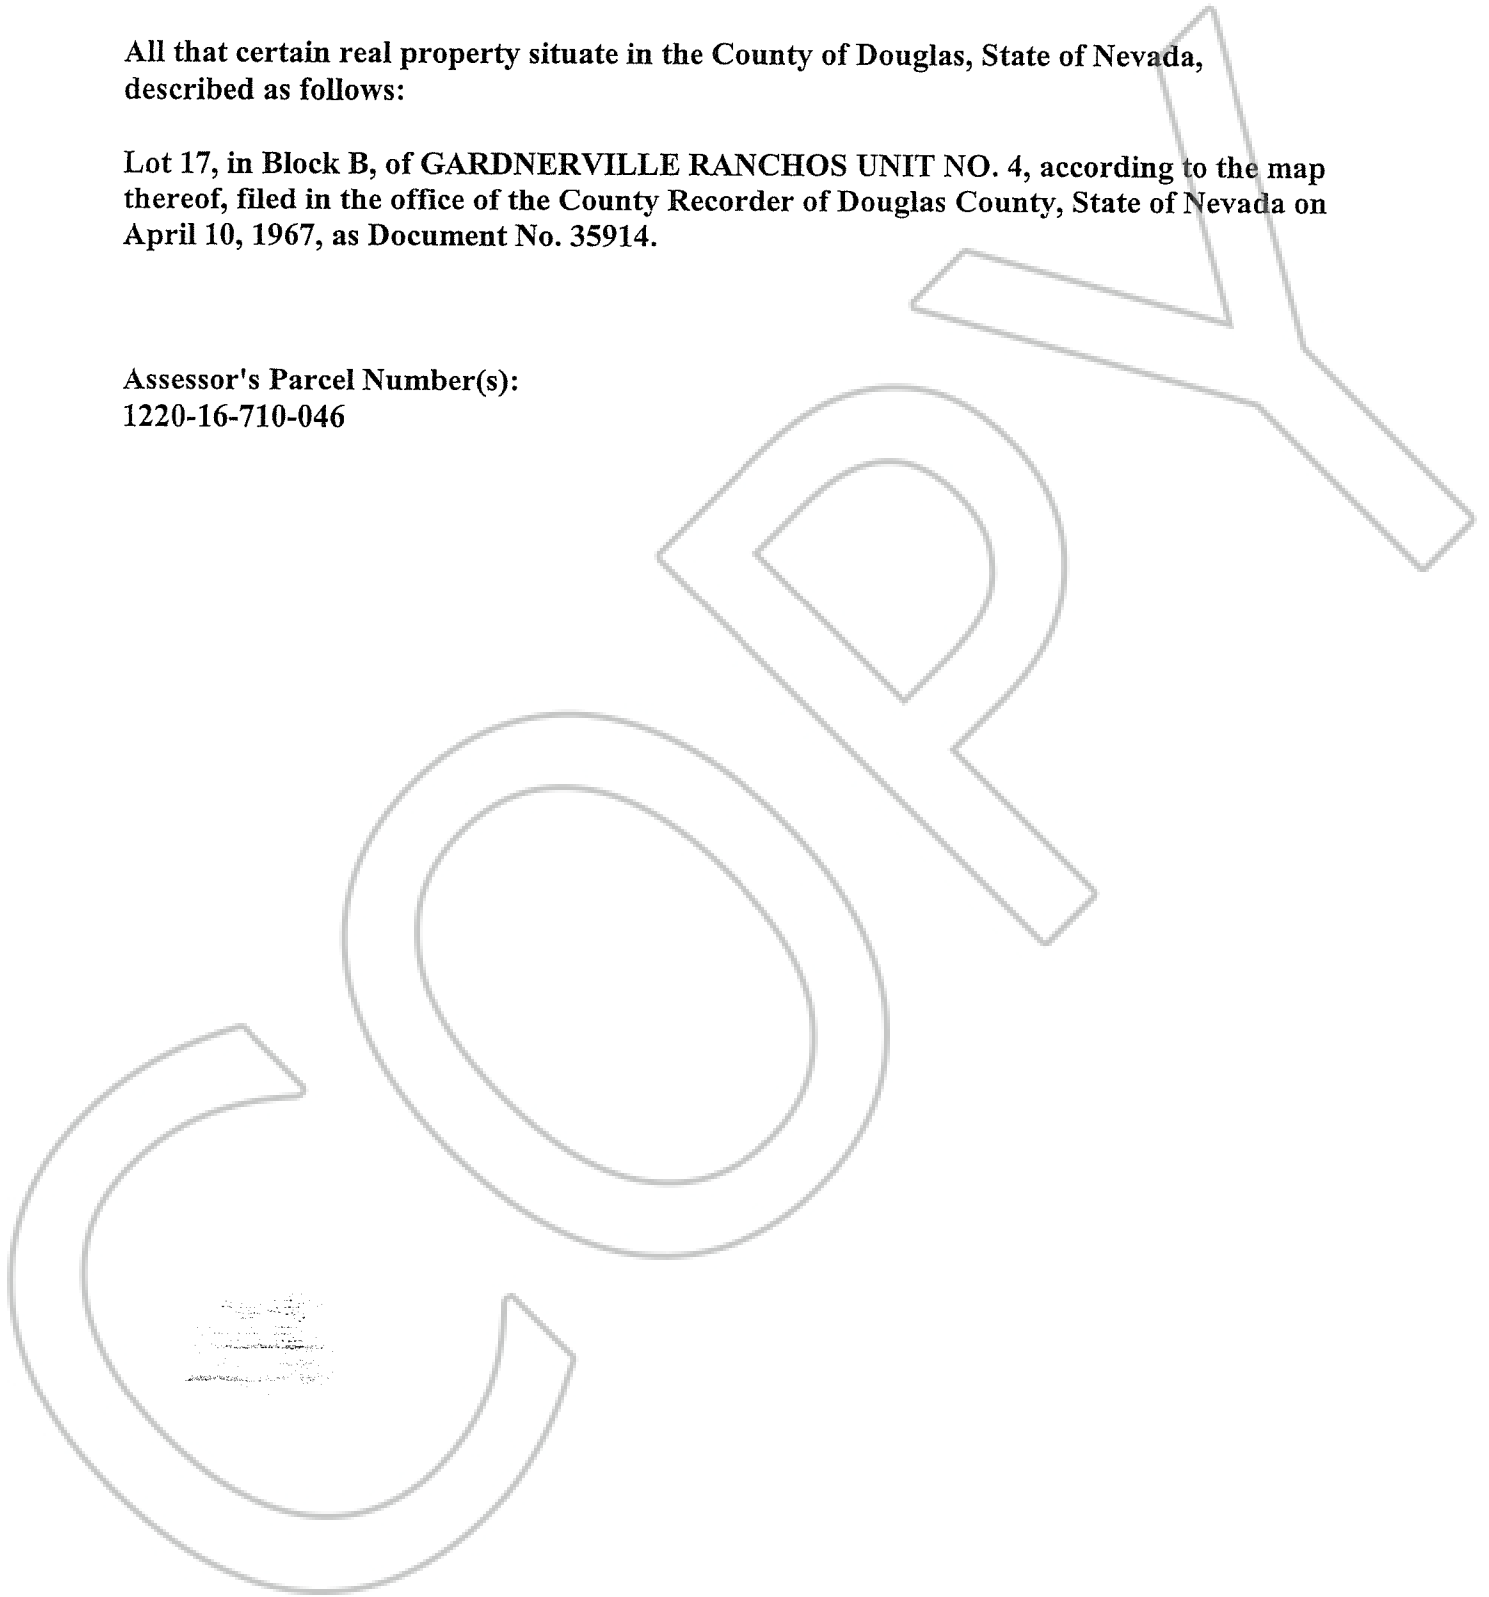 All that certain real property situate in the County of Douglas, State of Nevada,
described as follows:
Lot 17, in Block B, of GARDNERVILLE RANCHOS UNIT NO. 4, according to the map
thereof, filed in the office of the County Recorder of Douglas County, State of Nevada on
April 10, 1967, as Document No. 35914.
Assessor's Parcel Number(s):
1220-16-710-046
COPY